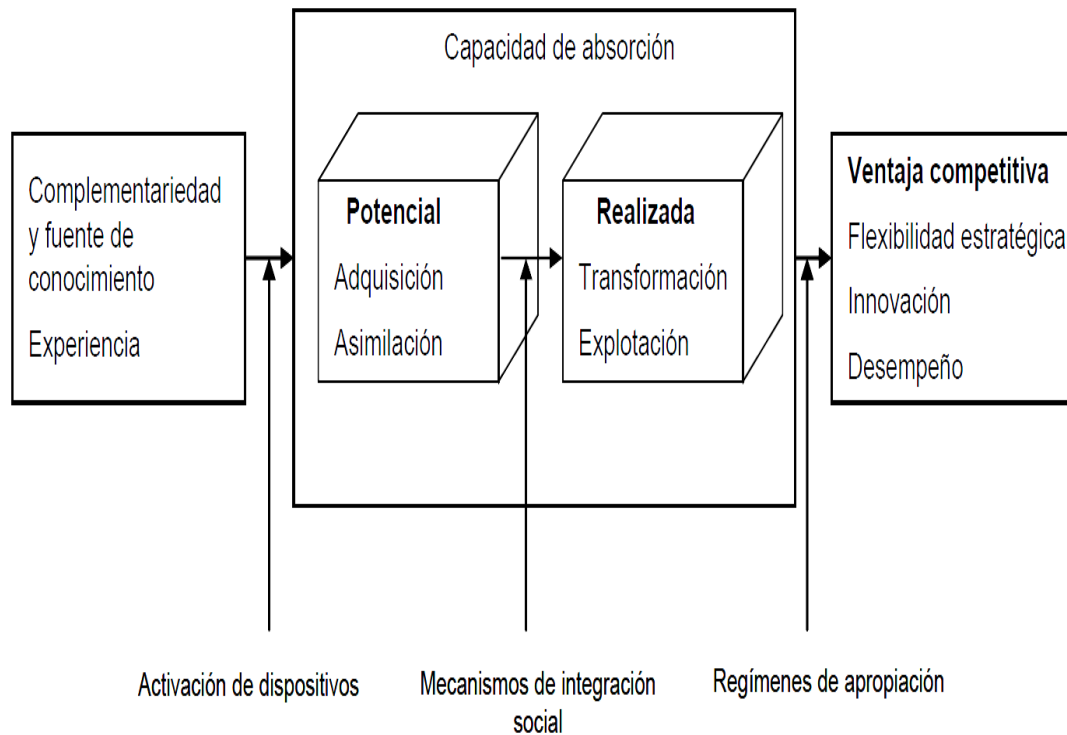 Capacidad de absorción
Complementariedad
y fuente de
conocimiento
Experiencia
Potencial
Adquisición
Asimilación
Realizada
Transformación
Explotación
Ventaja competitiva
Flexibilidad estratégica
Innovación
Desempeño
Activación de dispositivos
Mecanismos de integración
social
Regímenes de apropiación